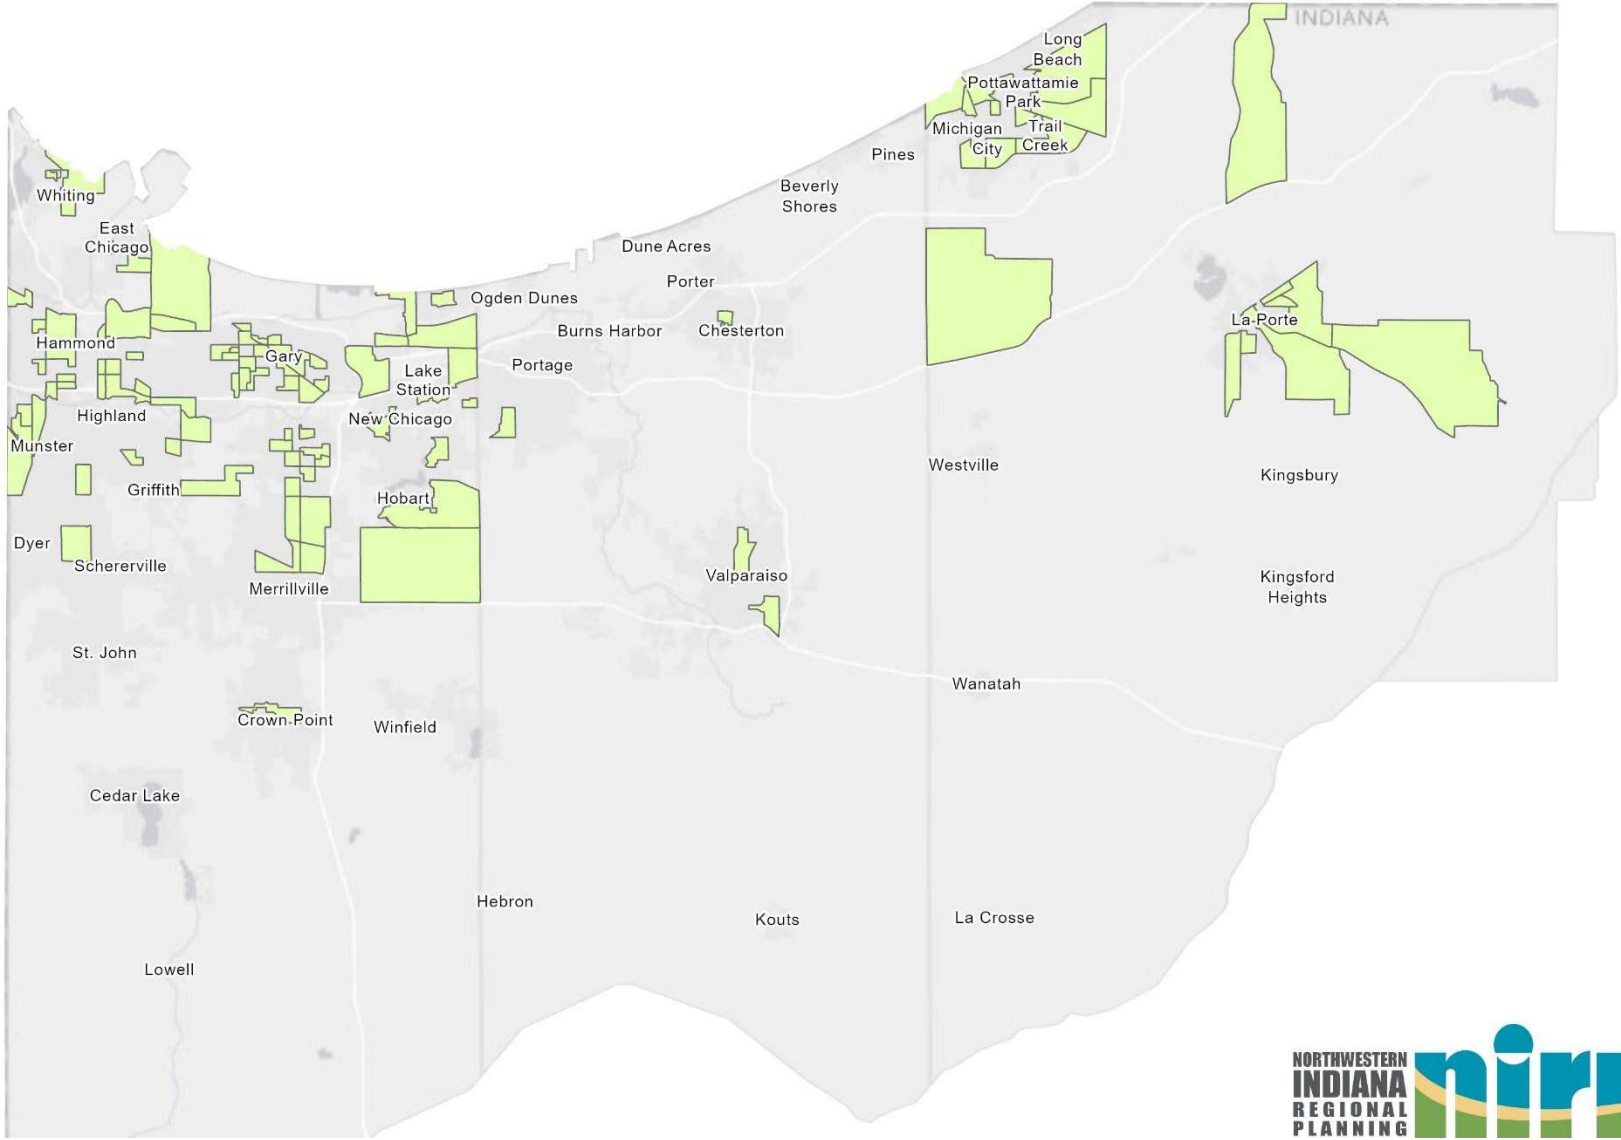 INDIANA
Long
Beach
Pottawattamie
Park
Michigan
City
Trail
Creek
Pines
Beverly
Shores
Whiting
East
Chicago
Dune Acres
Porter
Ogden Dunes
Burns Harbor
Chesterton
La Porte
Hammond
Gary
Portage
Lake
Station
Highland
New Chicago
Munster
Westville
Kingsbury
Griffith
Hobart
Dyer
Schererville
Valparaiso
Merrillville
Kingsford
Heights
St. John
Wanatah
Crown Point
Winfield
Cedar Lake
Hebron
Kouts
La Crosse
Lowell
NORTHWESTERN
INDIANA
REGIONAL
PLANNING